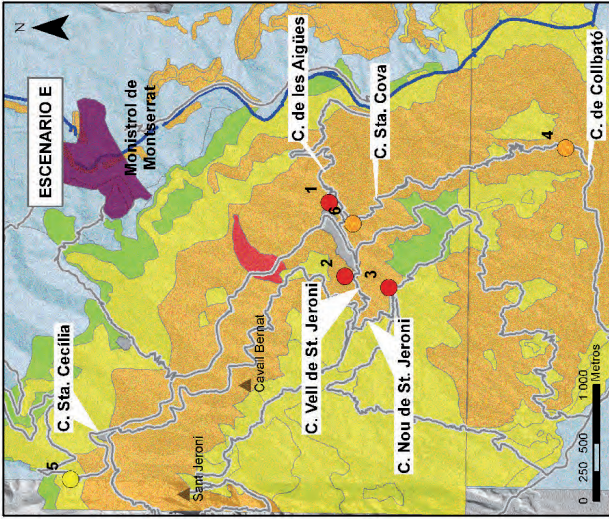 N
ESCENARIO E
Monistrol de
Montserrat
C. de les Aigües
C. Sta. Cova
C. de Collbató
C. Sta. Cecília
C. Vell de St. Jeroni
C. Nou de St. Jeroni
Cavall Bernat
Sant Jeroni
1
2
3
4
5
6
0 250 500 1 000
Metros